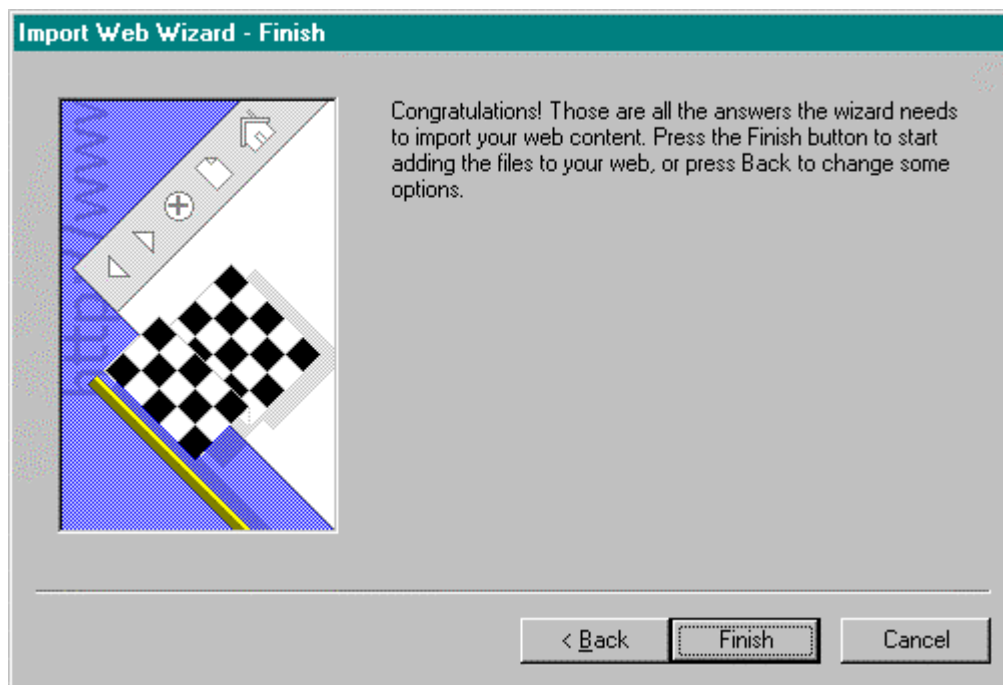 Import Web Wizard - Finish
Congratulations! Those are all the answers the wizard needs
to import your web content. Press the Finish button to start
adding the files to your web, or press Back to change some
options.
http://www
< Back
Finish
Cancel